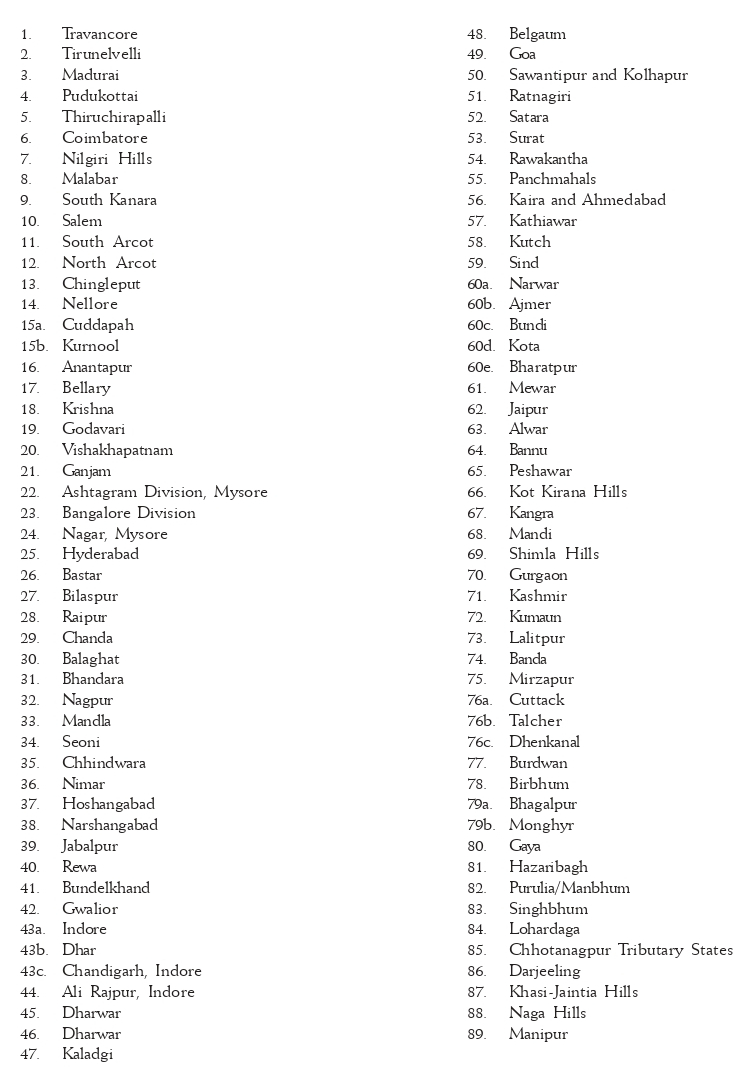 1. Travancore
2. Tirunelvelli
3. Madurai
4. Pudukottai
5. Thiruchirapalli
6. Coimbatore
7. Nilgiri Hills
8. Malabar
9. South Kanara
10. Salem
11. South Arcot
12. North Arcot
13. Chingleput
14. Nellore
15a. Cuddapah
15b. Kurnool
16. Anantapur
17. Bellary
18. Krishna
19. Godavari
20. Vishakhapatnam
21. Ganjam
22. Ashtagram Division, Mysore
23. Bangalore Division
24. Nagar, Mysore
25. Hyderabad
26. Bastar
27. Bilaspur
28. Raipur
29. Chanda
30. Balaghat
31. Bhandara
32. Nagpur
33. Mandla
34. Seoni
35. Chhindwara
36. Nimar
37. Hoshangabad
38. Narshangabad
39. Jabalpur
40. Rewa
41. Bundelkhand
42. Gwalior
43a. Indore
43b. Dhar
43c. Chandigarh, Indore
44. Ali Rajpur, Indore
45. Dharwar
46. Dharwar
47. Kaladgi
48. Belgaum
49. Goa
50. Sawantipur and Kolhapur
51. Ratnagiri
52. Satara
53. Surat
54. Rawakantha
55. Panchmahals
56. Kaira and Ahmedabad
57. Kathiawar
58. Kutch
59. Sind
60a. Narwar
60b. Ajmer
60c. Bundi
60d. Kota
60e. Bharatpur
61. Mewar
62. Jaipur
63. Alwar
64. Bannu
65. Peshawar
66. Kot Kirana Hills
67. Kangra
68. Mandi
69. Shimla Hills
70. Gurgaon
71. Kashmir
72. Kumaun
73. Lalitpur
74. Banda
75. Mirzapur
76a. Cuttack
76b. Talcher
76c. Dhenkanal
77. Burdwan
78. Birbhum
79a. Bhagalpur
79b. Monghyr
80. Gaya
81. Hazaribagh
82. Purulia/Manbhum
83. Singhbhum
84. Lohardaga
85. Chhotanagpur Tributary States
86. Darjeeling
87. Khasi-Jaintia Hills
88. Naga Hills
89. Manipur